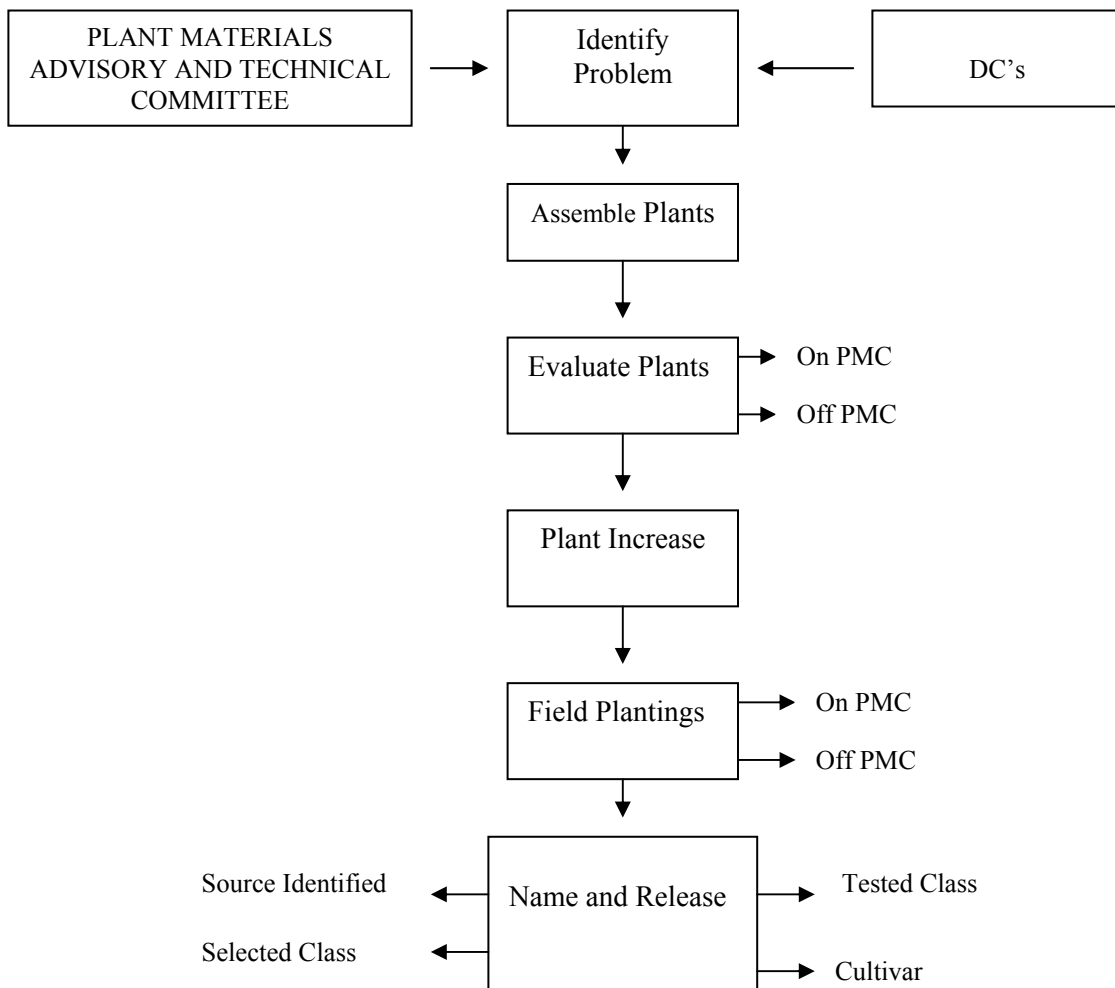 PLANT MATERIALS
ADVISORY AND TECHNICAL
COMMITTEE
Identify
Problem
DC’s
Assemble Plants
Evaluate Plants
On PMC
Off PMC
Plant Increase
Field Plantings
On PMC
Off PMC
Name and Release
Source Identified
Selected Class
Tested Class
Cultivar